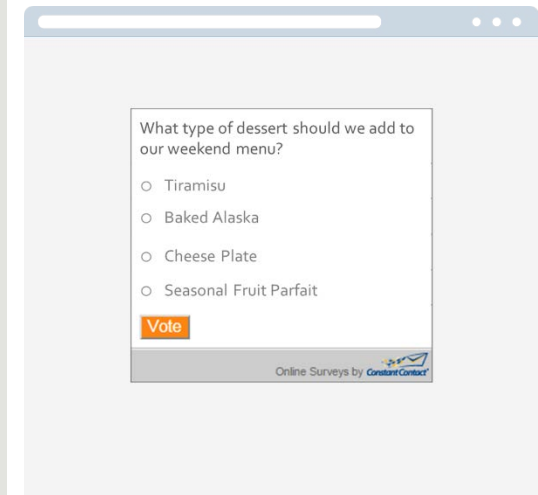 What type of dessert should we add to
our weekend menu?
Tiramisu
Baked Alaska
Cheese Plate
Seasonal Fruit Parfait
Vote
Online Surveys by Constant Contact